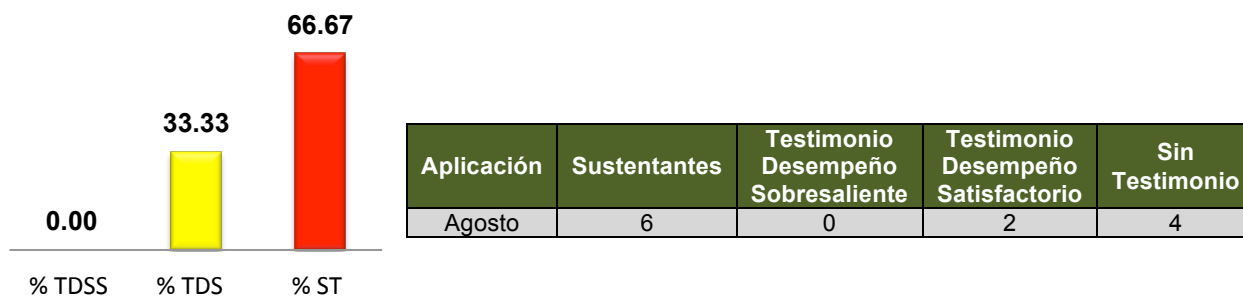 66.67
33.33
0.00
% TDSS % TDS % ST
Aplicación Sustentantes Testimonio Desempeño Sobresaliente Testimonio Desempeño Satisfactorio Sin Testimonio
Agosto 6 0 2 4